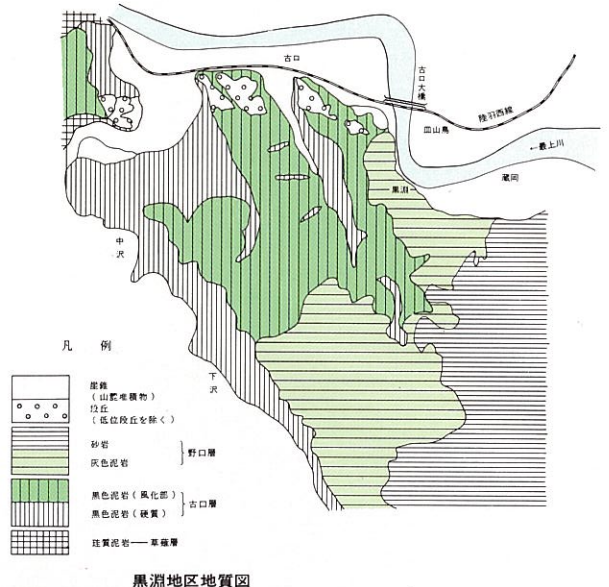 古口
古口大橋
陸羽西線
皿山鳥
←最上川
蔵岡
―黒淵―
中沢
下沢
凡 例
崖錐
(山麓堆積物)
段丘
(低位段丘を除く)
砂岩
灰色泥岩
野口層
黒色泥岩(風化部)
黒色泥岩(硬質)
古口層
珪質泥岩――草薙層
黒淵地区地質図